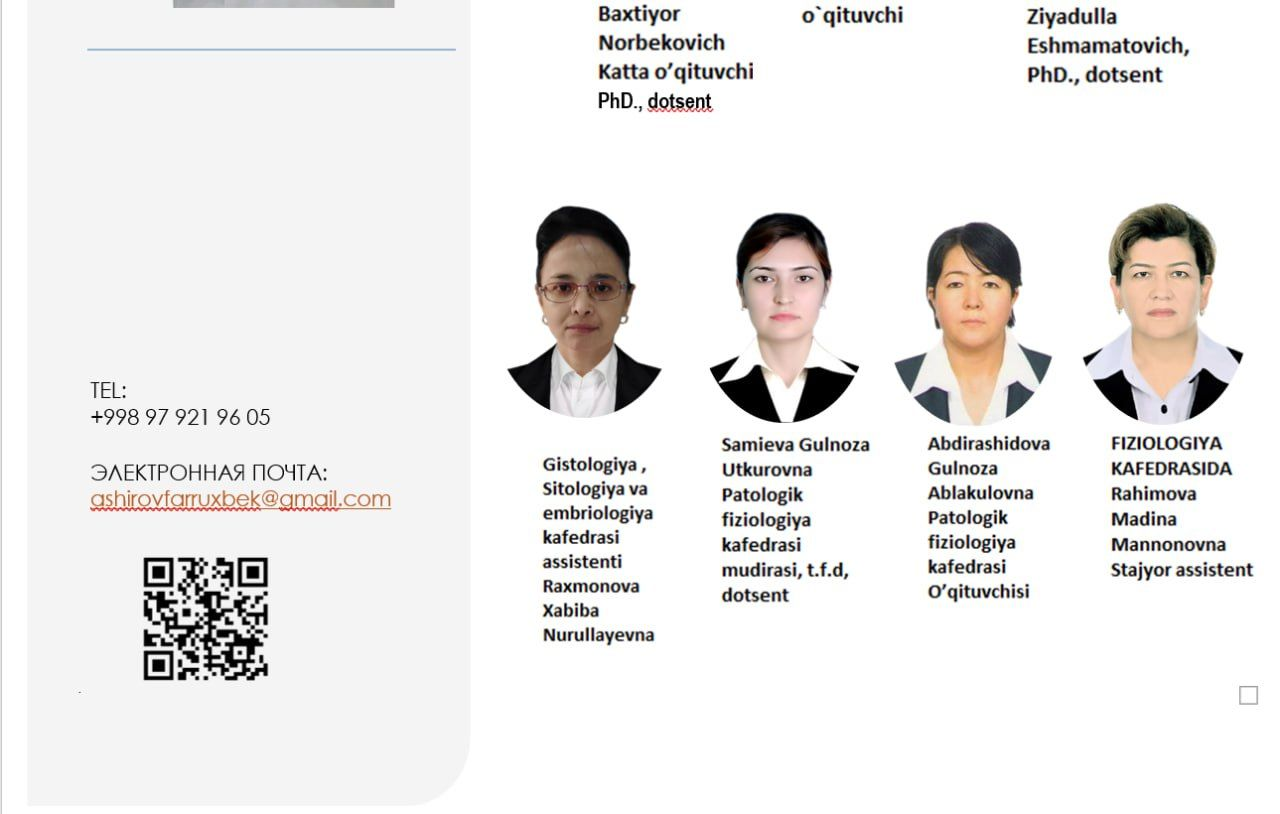 Baxtiyor
Norbekovich
Katta o’qituvchi
PhD., dotsent
o`qituvchi
Ziyadulla
Eshmamatovich,
PhD., dotsent
TEL:
+998 97 921 96 05
ЭЛЕКТРОННАЯ ПОЧТА:
ashirovfarruxbek@gmail.com
Gistologiya ,
Sitologiya va
embriologiya
kafedrasi
assistenti
Raxmonova
Xabiba
Nurullayevna
Samieva Gulnoza
Utkurovna
Patologik
fiziologiya
kafedrasi
mudirasi, t.f.d,
dotsent
Abdirashidova
Gulnoza
Ablakulovna
Patologik
fiziologiya
kafedrasi
O’qituvchisi
FIZIOLOGIYA
KAFEDRASIDA
Rahimova
Madina
Mannonovna
Stajyor assistent